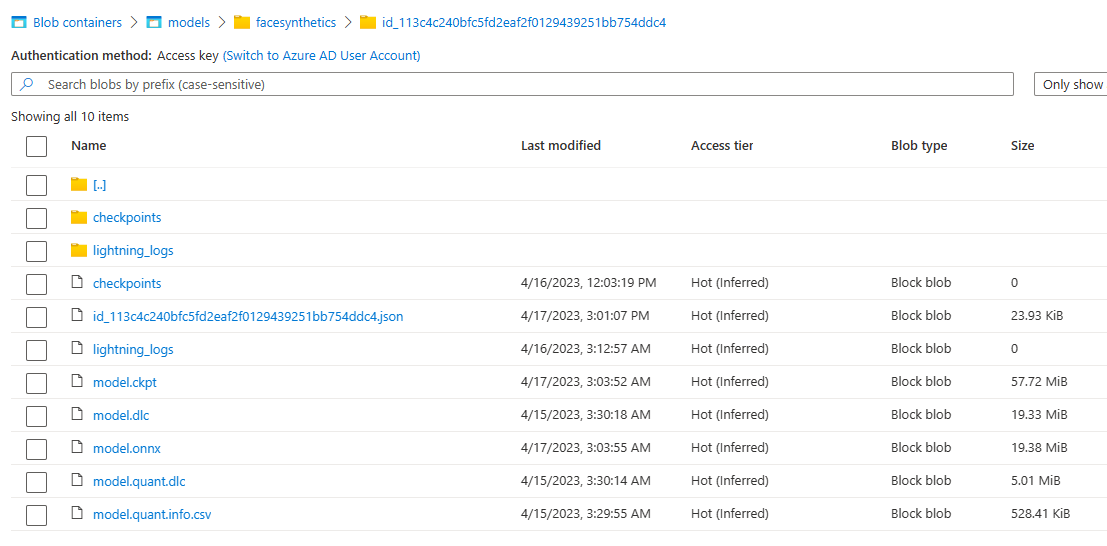 Blob containers > models > facesynthetics > id_113c4c240bfc5fd2eaf2f0129439251bb754ddc4
Authentication method: Access key (Switch to Azure AD User Account)
Search blobs by prefix (case-sensitive) Only show
Showing all 10 items
Name Last modified Access tier Blob type Size
[..]
checkpoints
lightning_logs
checkpoints 4/16/2023, 12:03:19 PM Hot (Inferred) Block blob 0
id_113c4c240bfc5fd2eaf2f0129439251bb754ddc4.json 4/17/2023, 3:01:07 PM Hot (Inferred) Block blob 23.93 KiB
lightning_logs 4/16/2023, 3:12:57 AM Hot (Inferred) Block blob 0
model.ckpt 4/17/2023, 3:03:52 AM Hot (Inferred) Block blob 57.72 MiB
model.dlc 4/15/2023, 3:30:18 AM Hot (Inferred) Block blob 19.33 MiB
model.onnx 4/17/2023, 3:03:55 AM Hot (Inferred) Block blob 19.38 MiB
model.quant.dlc 4/15/2023, 3:30:14 AM Hot (Inferred) Block blob 5.01 MiB
model.quant.info.csv 4/15/2023, 3:29:55 AM Hot (Inferred) Block blob 528.41 KiB